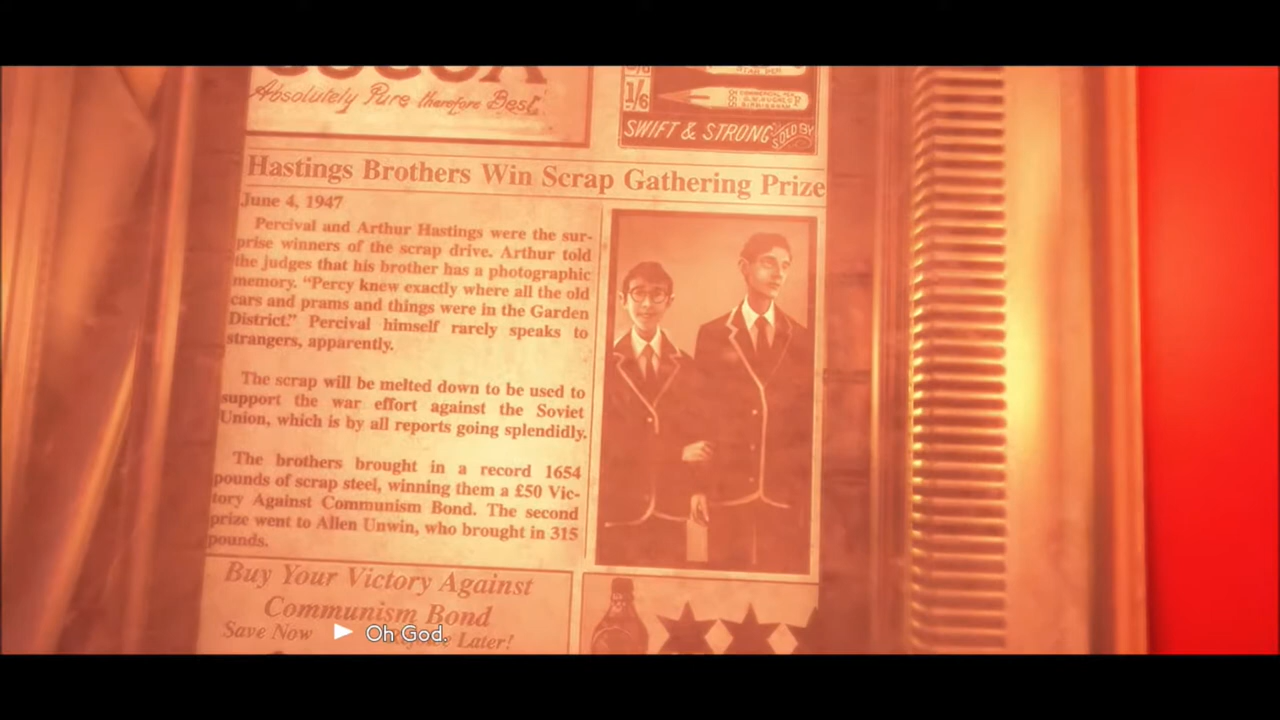 COCOA
Absolutely Pure therefore Best
1/6
SWIFT & STRONG SOLD BY
Hastings Brothers Win Scrap Gathering Prize
June 4, 1947
Percival and Arthur Hastings were the sur-
prise winners of the scrap drive. Arthur told
the judges that his brother has a photographic
memory. “Percy knew exactly where all the old
cars and prams and things were in the Garden
District.” Percival himself rarely speaks to
strangers, apparently.
The scrap will be melted down to be used to
support the war effort against the Soviet
Union, which is by all reports going splendidly.
The brothers brought in a record 1654
pounds of scrap steel, winning them a £50 Vic-
tory Against Communism Bond. The second
prize went to Allen Unwin, who brought in 315
pounds.
Buy Your Victory Against
Communism Bond
Save Now Later!
Oh God.